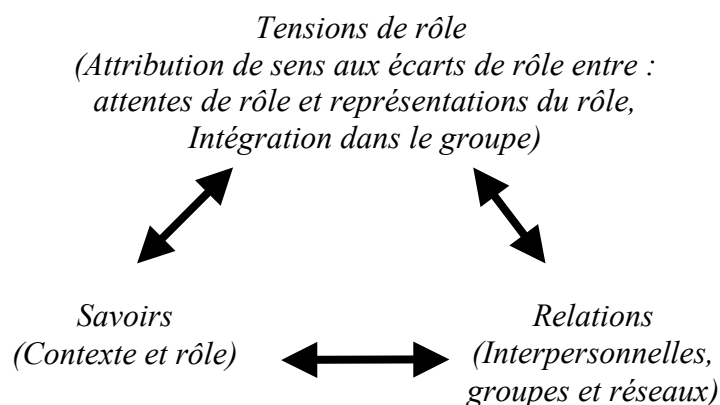 Tensions de rôle
(Attribution de sens aux écarts de rôle entre :
attentes de rôle et représentations du rôle,
Intégration dans le groupe)
Savoirs
(Contexte et rôle)
Relations
(Interpersonnelles,
groupes et réseaux)